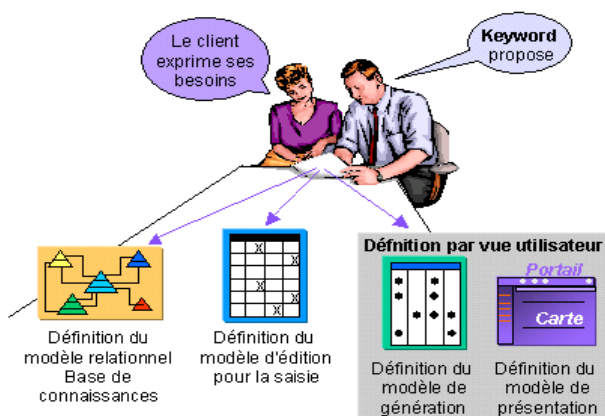 Le client
exprime ses
besoins
Keyword
propose
Défnition par vue utilisateur
X
X
X
X
X
X
Portail
Carte
Définition du
modèle relationnel
Base de
connaissances
Définition du
modèle d'édition
pour la saisie
Définition du
modèle de
génération
Définition du
modèle de
présentation